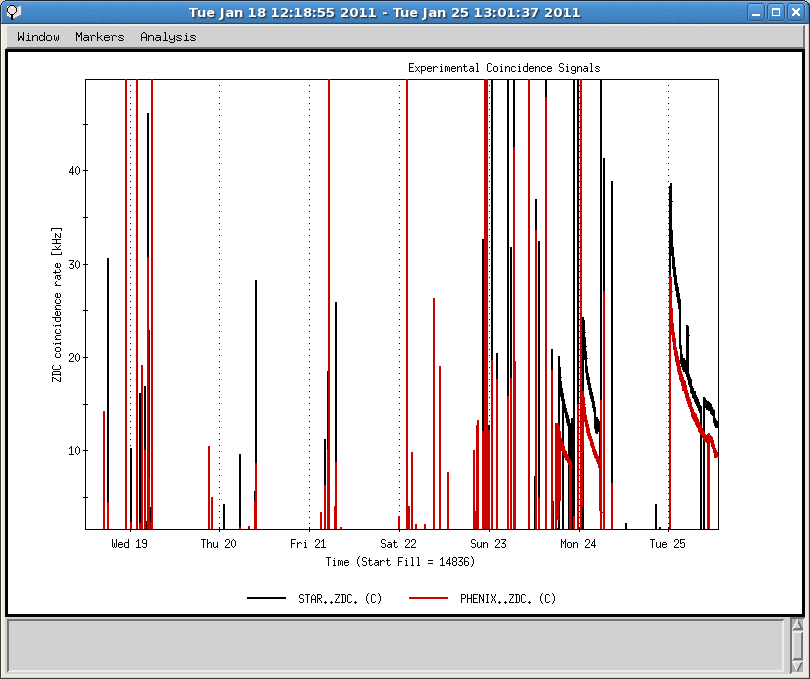 Tue Jan 18 12:18:55 2011 - Tue Jan 25 13:01:37 2011
Window Markers Analysis
Experimental Coincidence Signals
ZDC coincidence rate [kHz]
40
30
20
10
Wed 19 Thu 20 Fri 21 Sat 22 Sun 23 Mon 24 Tue 25
Time (Start Fill = 14836)
STAR..ZDC. (C) PHENIX..ZDC. (C)